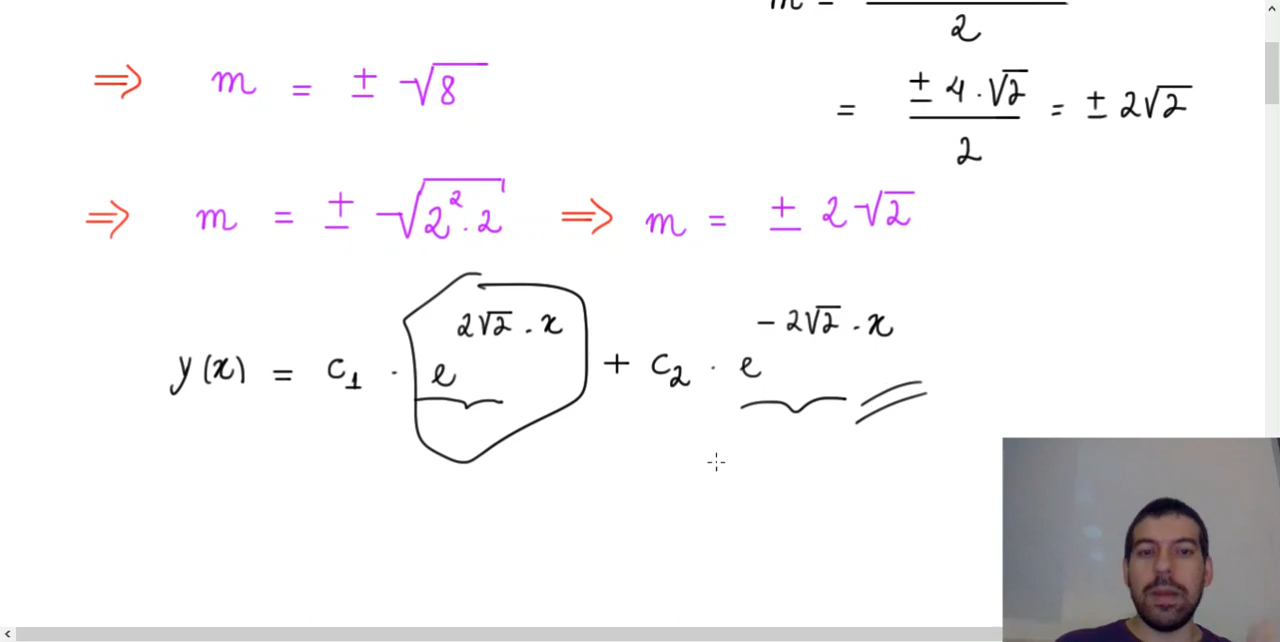 m = 
2
⇒ m = ± √8
= ± 4 · √2 / 2 = ± 2√2
⇒ m = ± √2² · 2 ⇒ m = ± 2√2
y(x) = c₁ · e^(2√2 · x) + c₂ · e^(-2√2 · x)